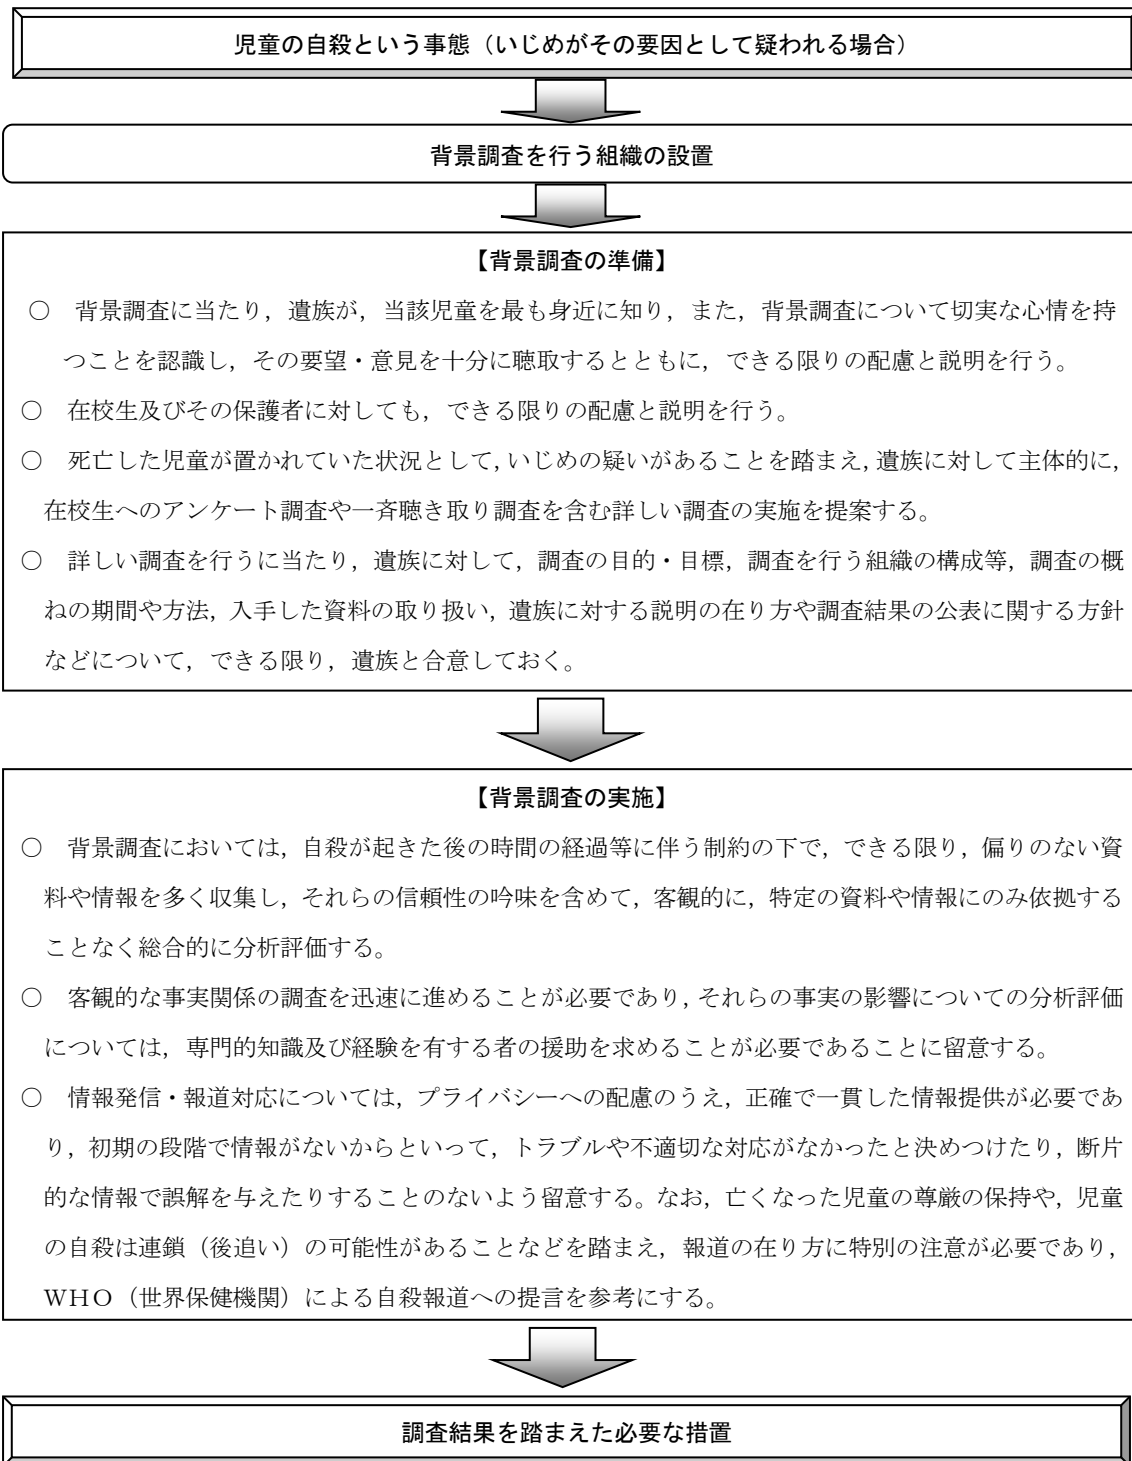 児童の自殺という事態（いじめがその要因として疑われる場合）
背景調査を行う組織の設置
【背景調査の準備】
○　背景調査に当たり，遺族が，当該児童を最も身近に知り，また，背景調査について切実な心情を持
つことを認識し，その要望・意見を十分に聴取するとともに，できる限りの配慮と説明を行う。
○　在校生及びその保護者に対しても，できる限りの配慮と説明を行う。
○　死亡した児童が置かれていた状況として，いじめの疑いがあることを踏まえ，遺族に対して主体的に，
在校生へのアンケート調査や一斉聴き取り調査を含む詳しい調査の実施を提案する。
○　詳しい調査を行うに当たり，遺族に対して，調査の目的・目標，調査を行う組織の構成等，調査の概
ねの期間や方法，入手した資料の取り扱い，遺族に対する説明の在り方や調査結果の公表に関する方針
などについて，できる限り，遺族と合意しておく。
【背景調査の実施】
○　背景調査においては，自殺が起きた後の時間の経過等に伴う制約の下で，できる限り，偏りのない資
料や情報を多く収集し，それらの信頼性の吟味を含めて，客観的に，特定の資料や情報にのみ依拠する
ことなく総合的に分析評価する。
○　客観的な事実関係の調査を迅速に進めることが必要であり，それらの事実の影響についての分析評価
については，専門的知識及び経験を有する者の援助を求めることが必要であることに留意する。
○　情報発信・報道対応については，プライバシーへの配慮のうえ，正確で一貫した情報提供が必要であ
り，初期の段階で情報がないからといって，トラブルや不適切な対応がなかったと決めつけたり，断片
的な情報で誤解を与えたりすることのないよう留意する。なお，亡くなった児童の尊厳の保持や，児童
の自殺は連鎖（後追い）の可能性があることなどを踏まえ，報道の在り方に特別の注意が必要であり，
ＷＨＯ（世界保健機関）による自殺報道への提言を参考にする。
調査結果を踏まえた必要な措置